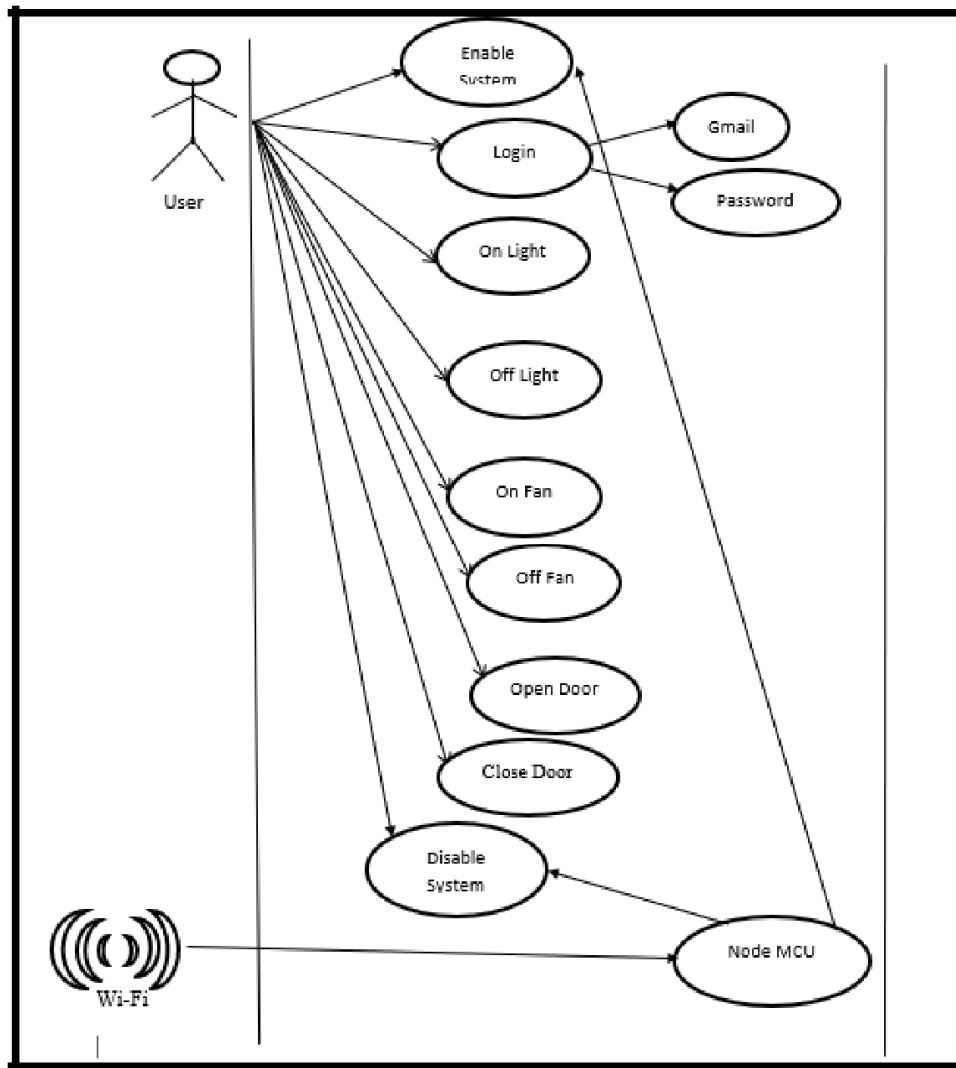 Enable
System
Gmail
Login
Password
User
On Light
Off Light
On Fan
Off Fan
Open Door
Close Door
Disable
System
Node MCU
Wi-Fi